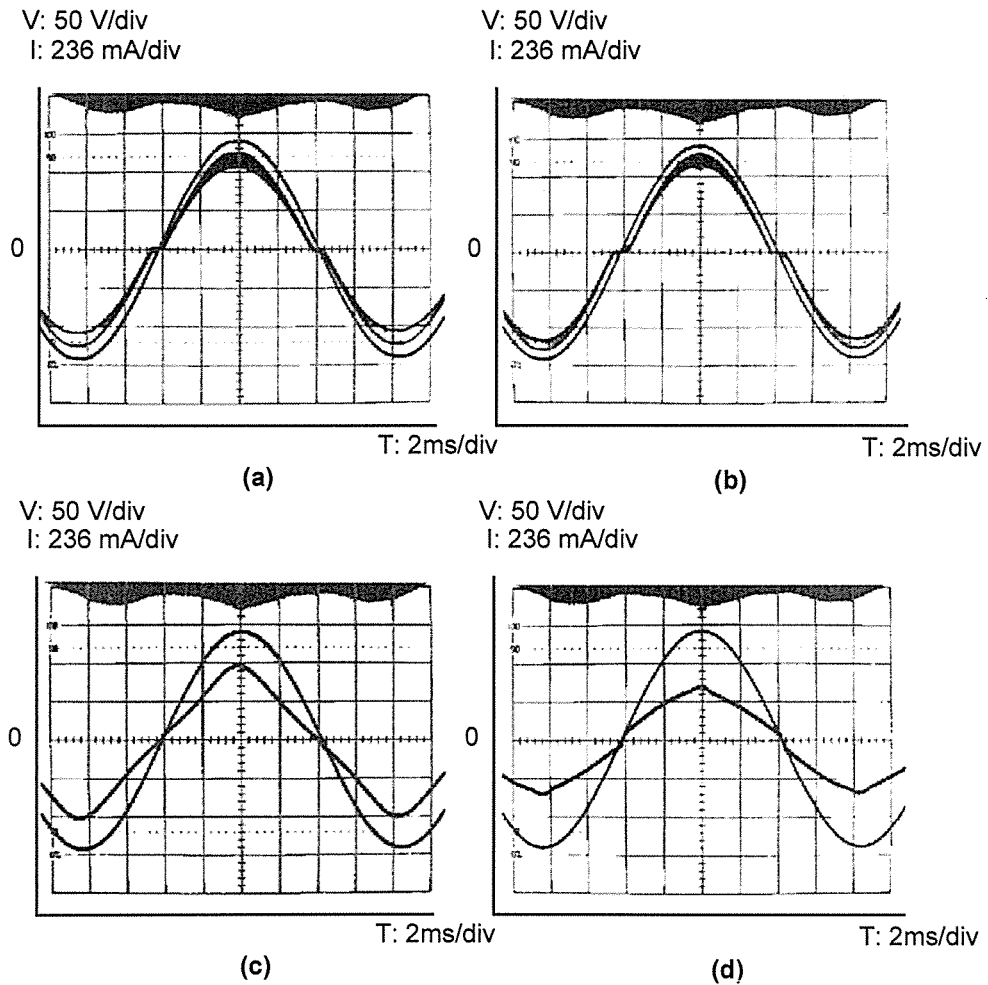 V: 50 V/div
I: 236 mA/div
0
T: 2ms/div
(a)
V: 50 V/div
I: 236 mA/div
0
T: 2ms/div
(b)
V: 50 V/div
I: 236 mA/div
0
T: 2ms/div
(c)
V: 50 V/div
I: 236 mA/div
0
T: 2ms/div
(d)